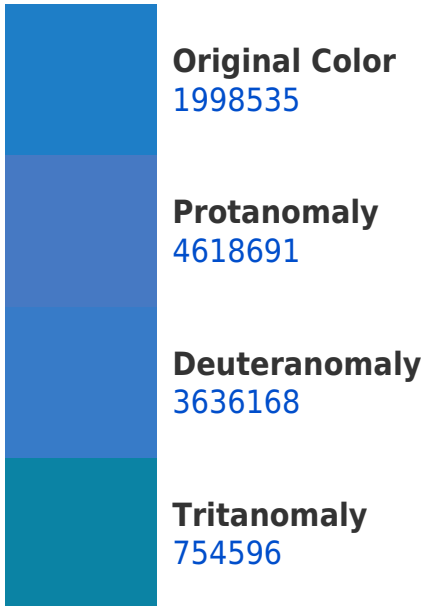 Original Color
1998535
Protanomaly
4618691
Deuteranomaly
3636168
Tritanomaly
754596